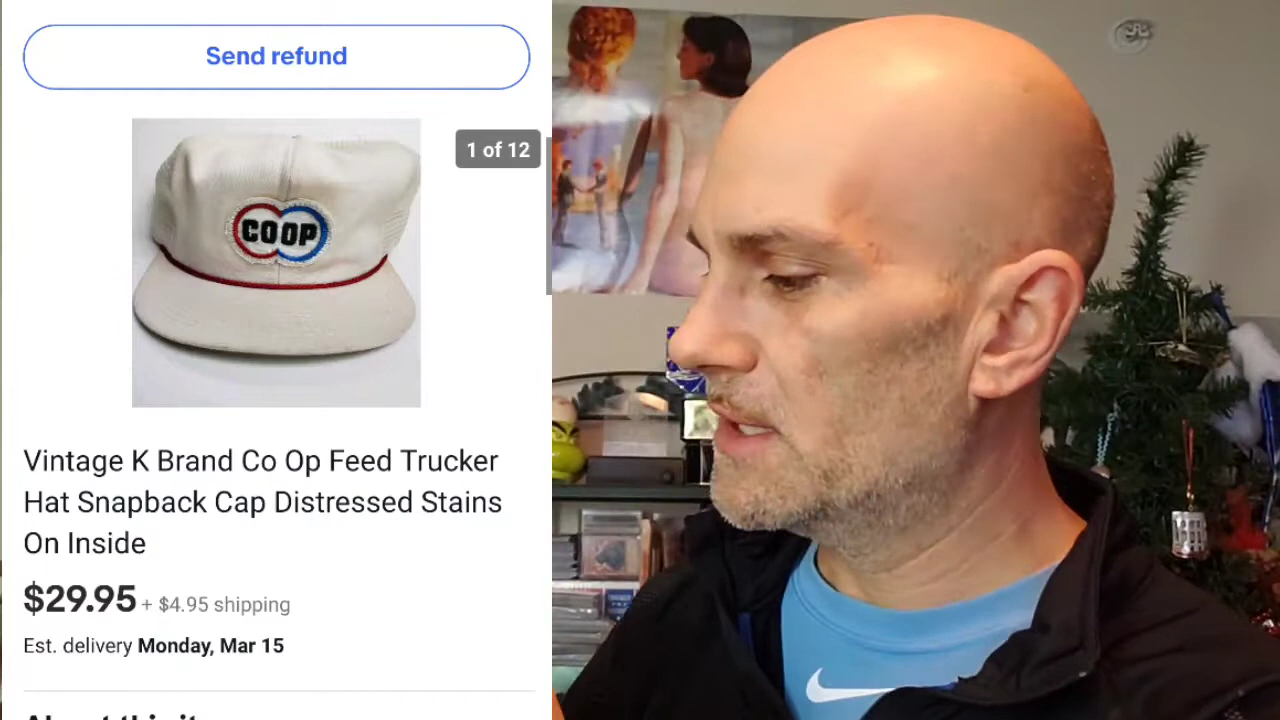 Send refund
1 of 12
COOP
Vintage K Brand Co Op Feed Trucker
Hat Snapback Cap Distressed Stains
On Inside
$29.95 + $4.95 shipping
Est. delivery Monday, Mar 15